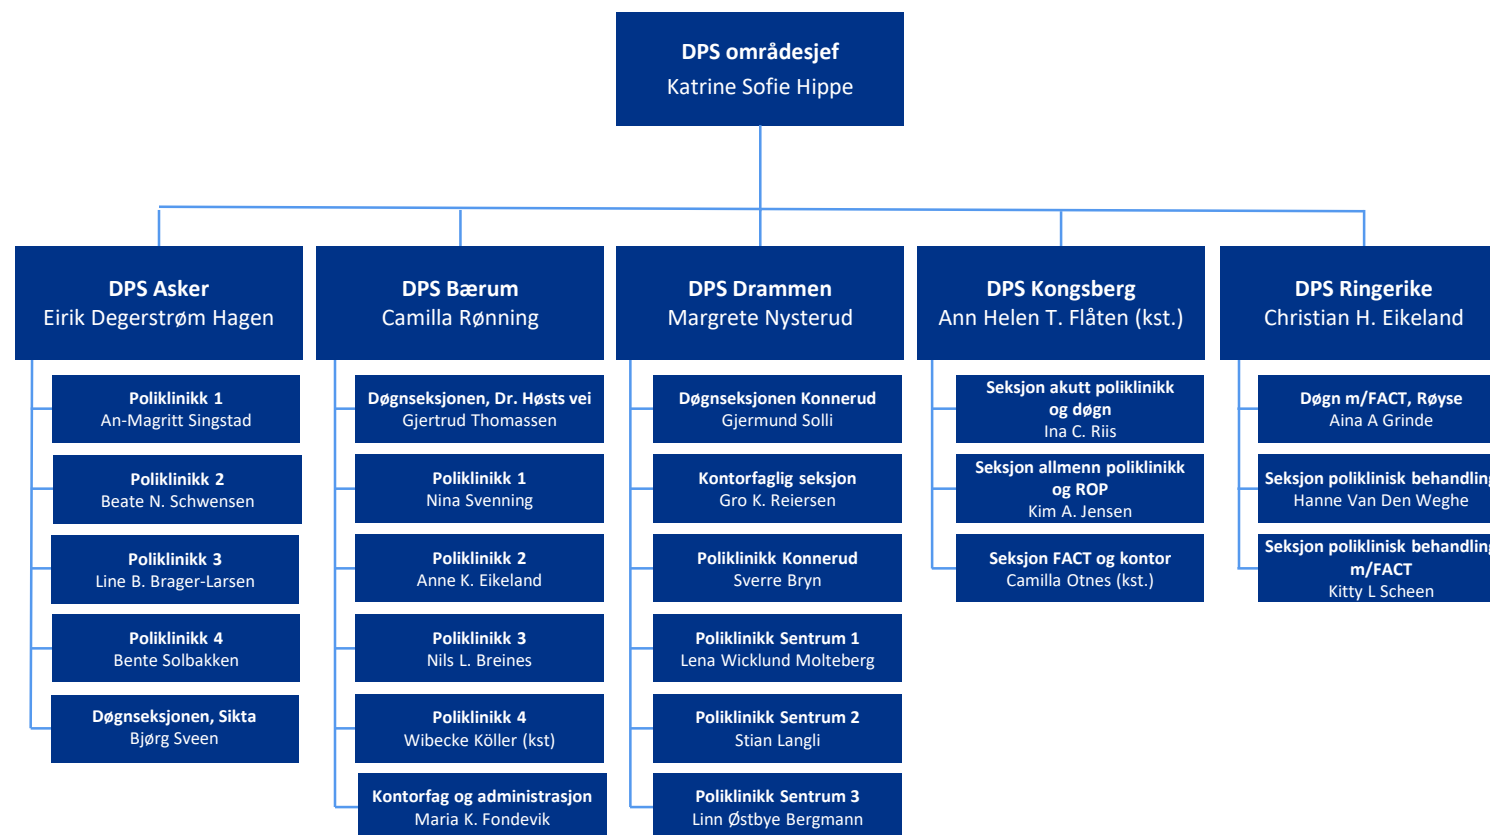 DPS områdesjef
Katrine Sofie Hippe
DPS Asker
Eirik Degerstrøm Hagen
Poliklinikk 1
An-Magritt Singstad
Poliklinikk 2
Beate N. Schwensen
Poliklinikk 3
Line B. Brager-Larsen
Poliklinikk 4
Bente Solbakken
Døgnseksjonen, Sikta
Bjørg Sveen
DPS Bærum
Camilla Rønning
Døgnseksjonen, Dr. Høsts vei
Gjertrud Thomassen
Poliklinikk 1
Nina Svenning
Poliklinikk 2
Anne K. Eikeland
Poliklinikk 3
Nils L. Breines
Poliklinikk 4
Wibecke Köller (kst)
Kontorfag og administrasjon
Maria K. Fondevik
DPS Drammen
Margrete Nysterud
Døgnseksjonen Konnerud
Gjermund Solli
Kontorfaglig seksjon
Gro K. Reiersen
Poliklinikk Konnerud
Sverre Bryn
Poliklinikk Sentrum 1
Lena Wicklund Molteberg
Poliklinikk Sentrum 2
Stian Langli
Poliklinikk Sentrum 3
Linn Østbye Bergmann
DPS Kongsberg
Ann Helen T. Flåten (kst.)
Seksjon akutt poliklinikk
og døgn
Ina C. Riis
Seksjon allmenn poliklinikk
og ROP
Kim A. Jensen
Seksjon FACT og kontor
Camilla Otnes (kst.)
DPS Ringerike
Christian H. Eikeland
Døgn m/FACT, Røyse
Aina A Grinde
Seksjon poliklinisk behandling
Hanne Van Den Weghe
Seksjon poliklinisk behandling
m/FACT
Kitty L Scheen